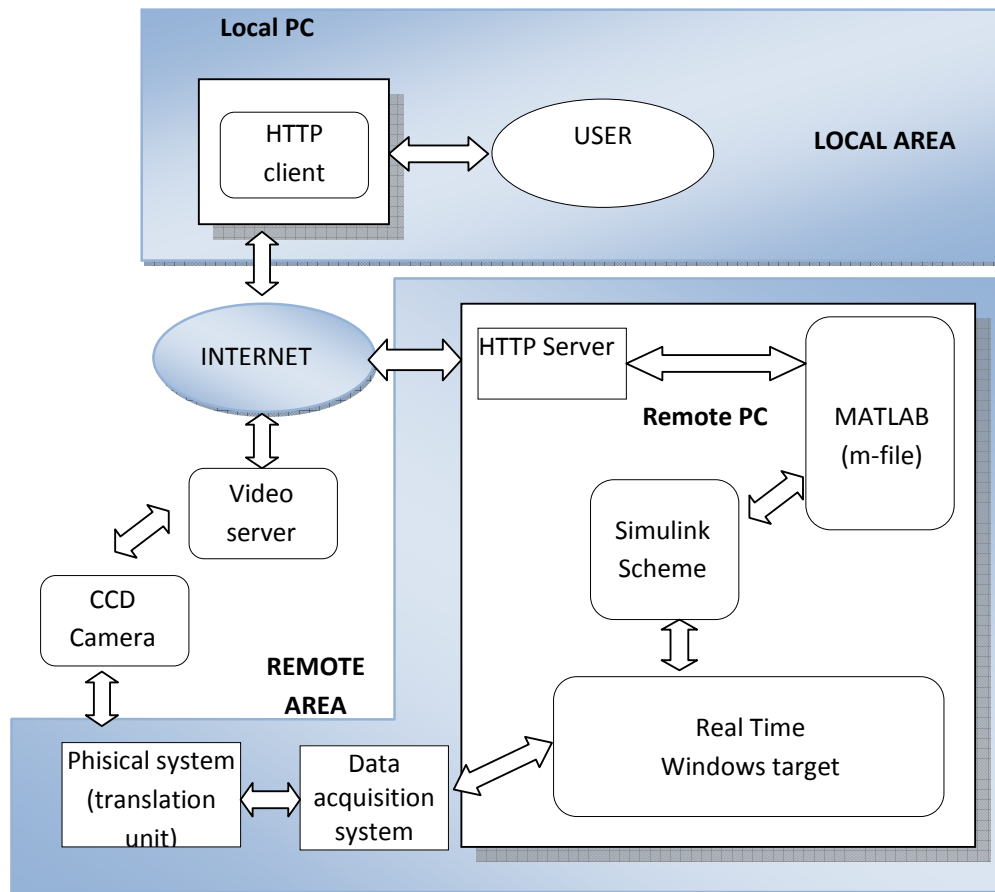 Local PC
HTTP
client
USER
LOCAL AREA
INTERNET
HTTP Server
MATLAB
(m-file)
Remote PC
Video
server
Simulink
Scheme
CCD
Camera
REMOTE
AREA
Real Time
Windows target
Phisical system
(translation
unit)
Data
acquisition
system